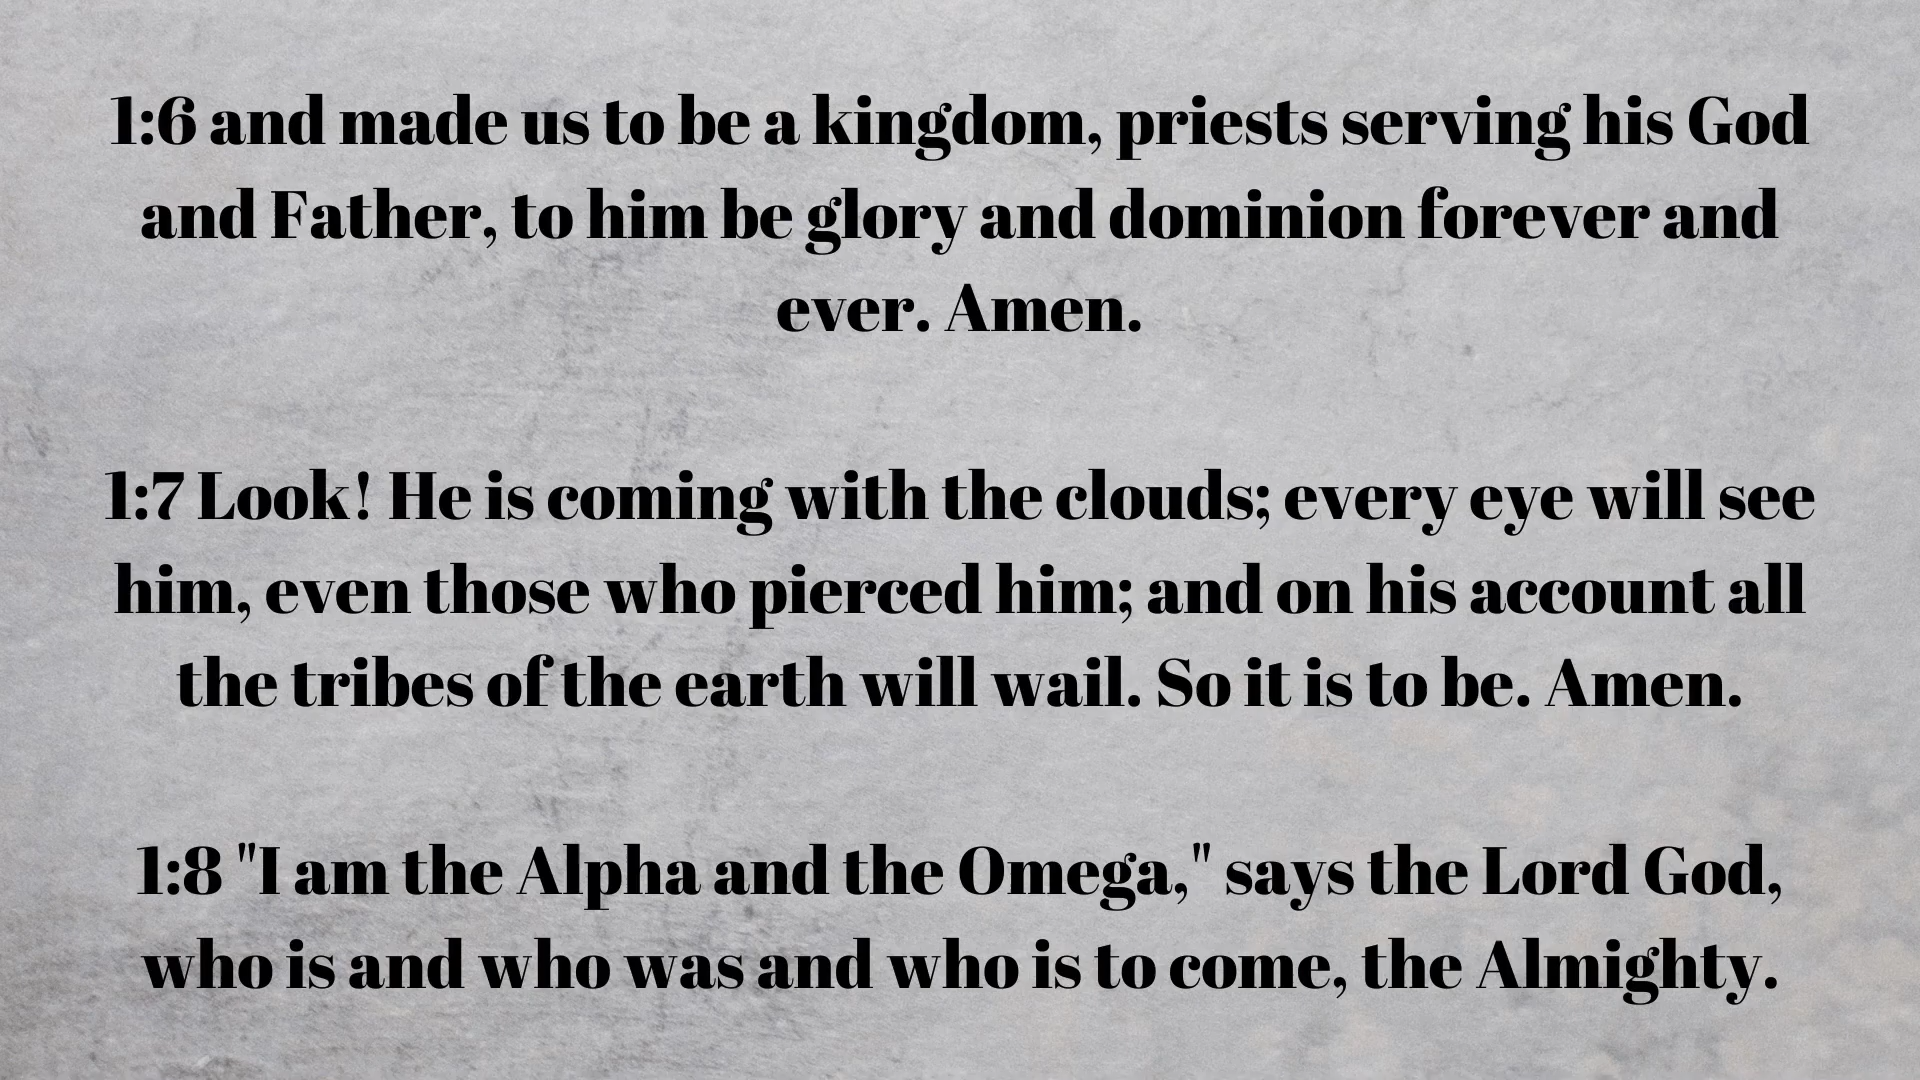 1:6 and made us to be a kingdom, priests serving his God
and Father, to him be glory and dominion forever and
ever. Amen.
1:7 Look! He is coming with the clouds; every eye will see
him, even those who pierced him; and on his account all
the tribes of the earth will wail. So it is to be. Amen.
1:8 "I am the Alpha and the Omega," says the Lord God,
who is and who was and who is to come, the Almighty.